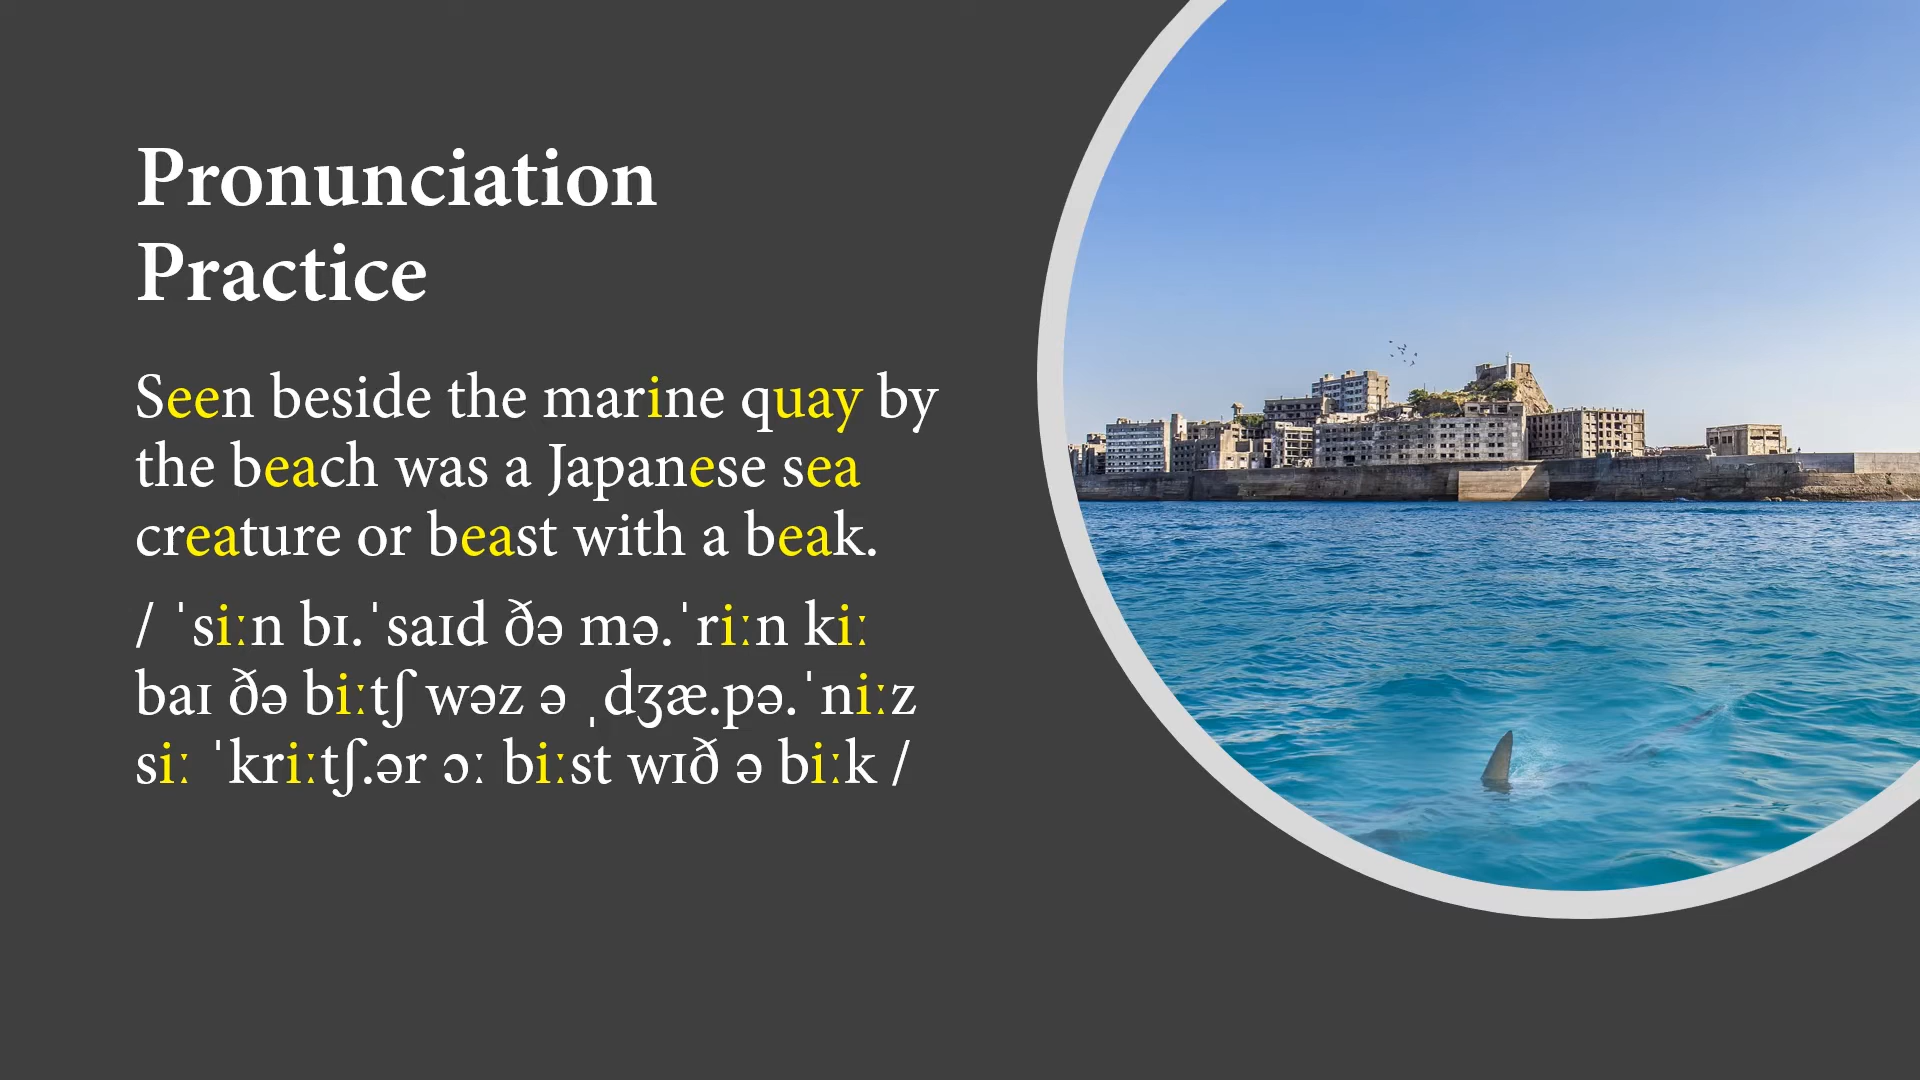 Pronunciation
Practice
Seen beside the marine quay by
the beach was a Japanese sea
creature or beast with a beak.
/ ˈsiːn bɪ.ˈsaɪd ðə mə.ˈriːn kiː
baɪ ðə biːtʃ wəz ə ˌdʒæ.pə.ˈniːz
siː ˈkriːtʃ.ər ɔː biːst wɪð ə biːk /